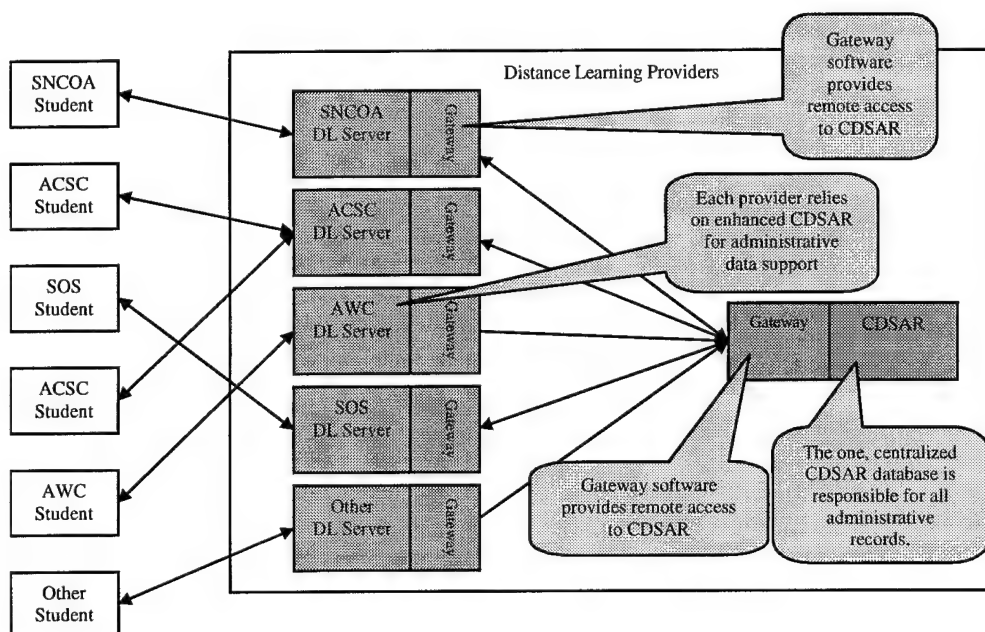 Distance Learning Providers
Gateway
software
provides
remote access
to CDSAR
SNCOA
Student
SNCOA
DL Server
Gateway
ACSC
Student
ACSC
DL Server
Gateway
Each provider relies
on enhanced CDSAR
for administrative
data support
SOS
Student
AWC
DL Server
Gateway
Gateway
CDSAR
ACSC
Student
SOS
DL Server
Gateway
AWC
Student
Other
DL Server
Gateway
Gateway software
provides remote access
to CDSAR
The one, centralized
CDSAR database is
responsible for all
administrative
records.
Other
Student